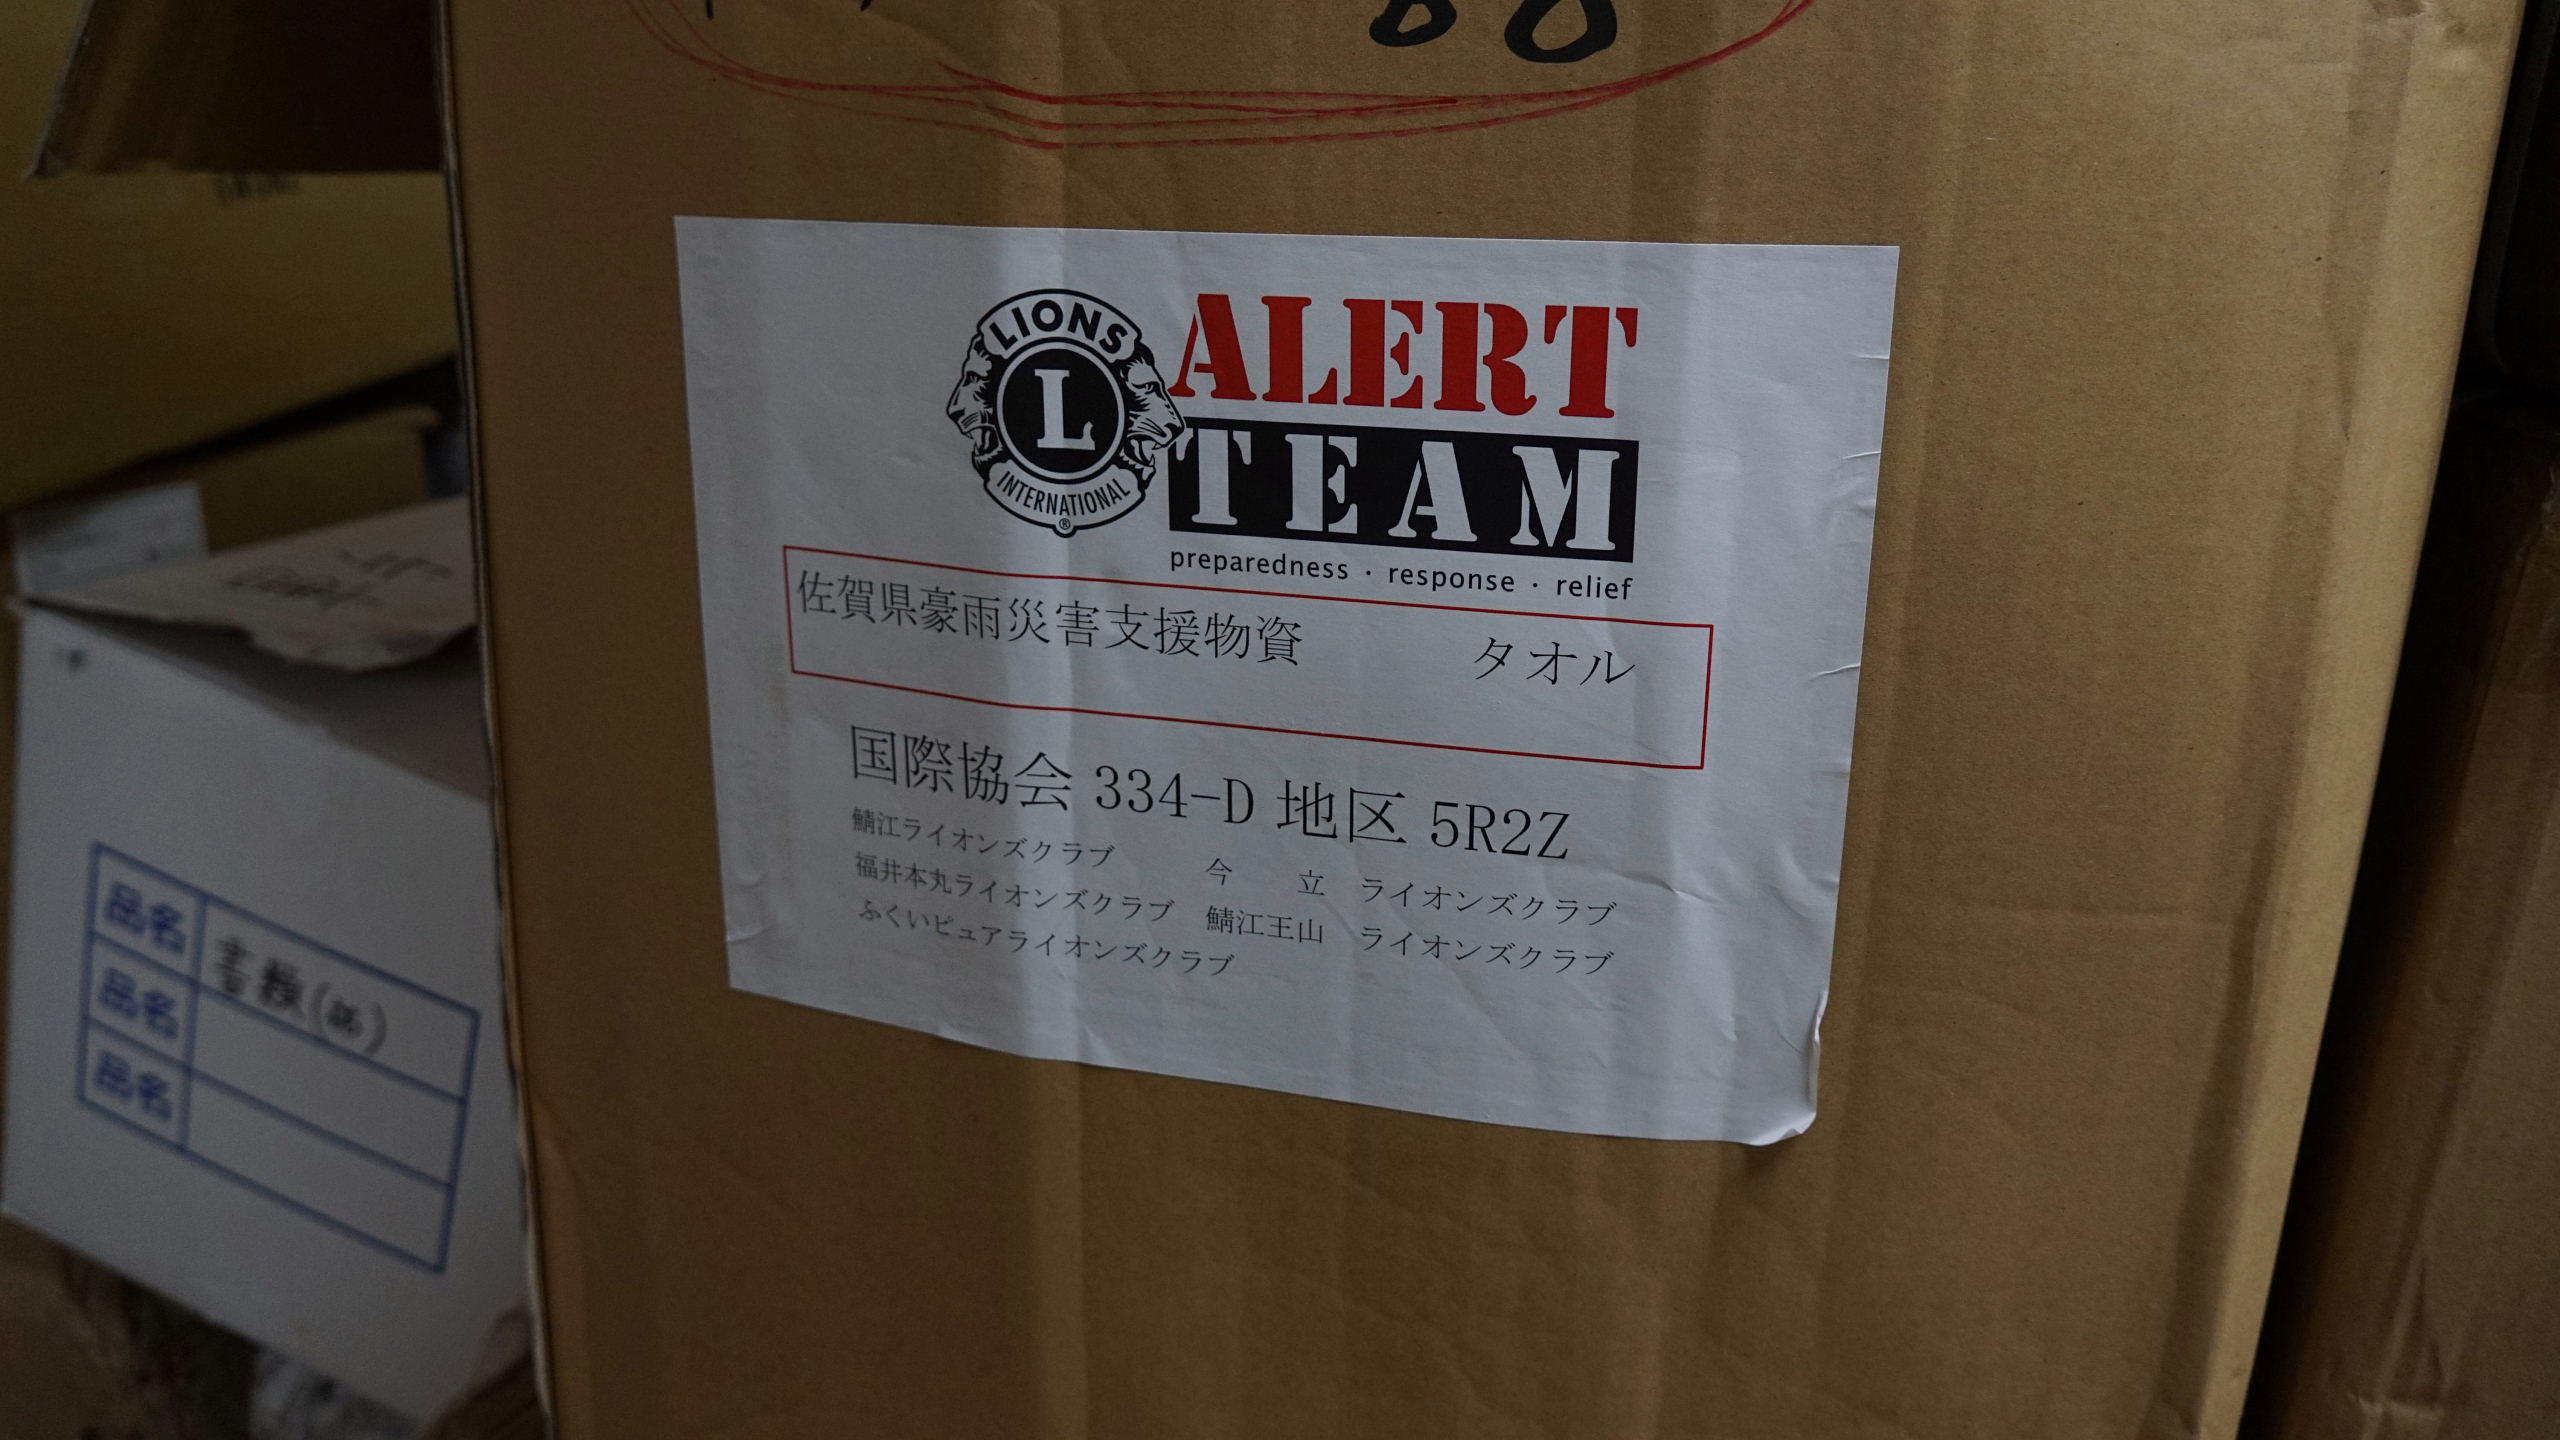 LIONS
L
INTERNATIONAL
®
ALERT
TEAM
preparedness · response · relief
佐賀県豪雨災害支援物資 タオル
国際協会 334-D 地区 5R2Z
鯖江ライオンズクラブ 今 立 ライオンズクラブ
福井本丸ライオンズクラブ 鯖江王山 ライオンズクラブ
ふくいピュアライオンズクラブ
品名 書類
品名
品名